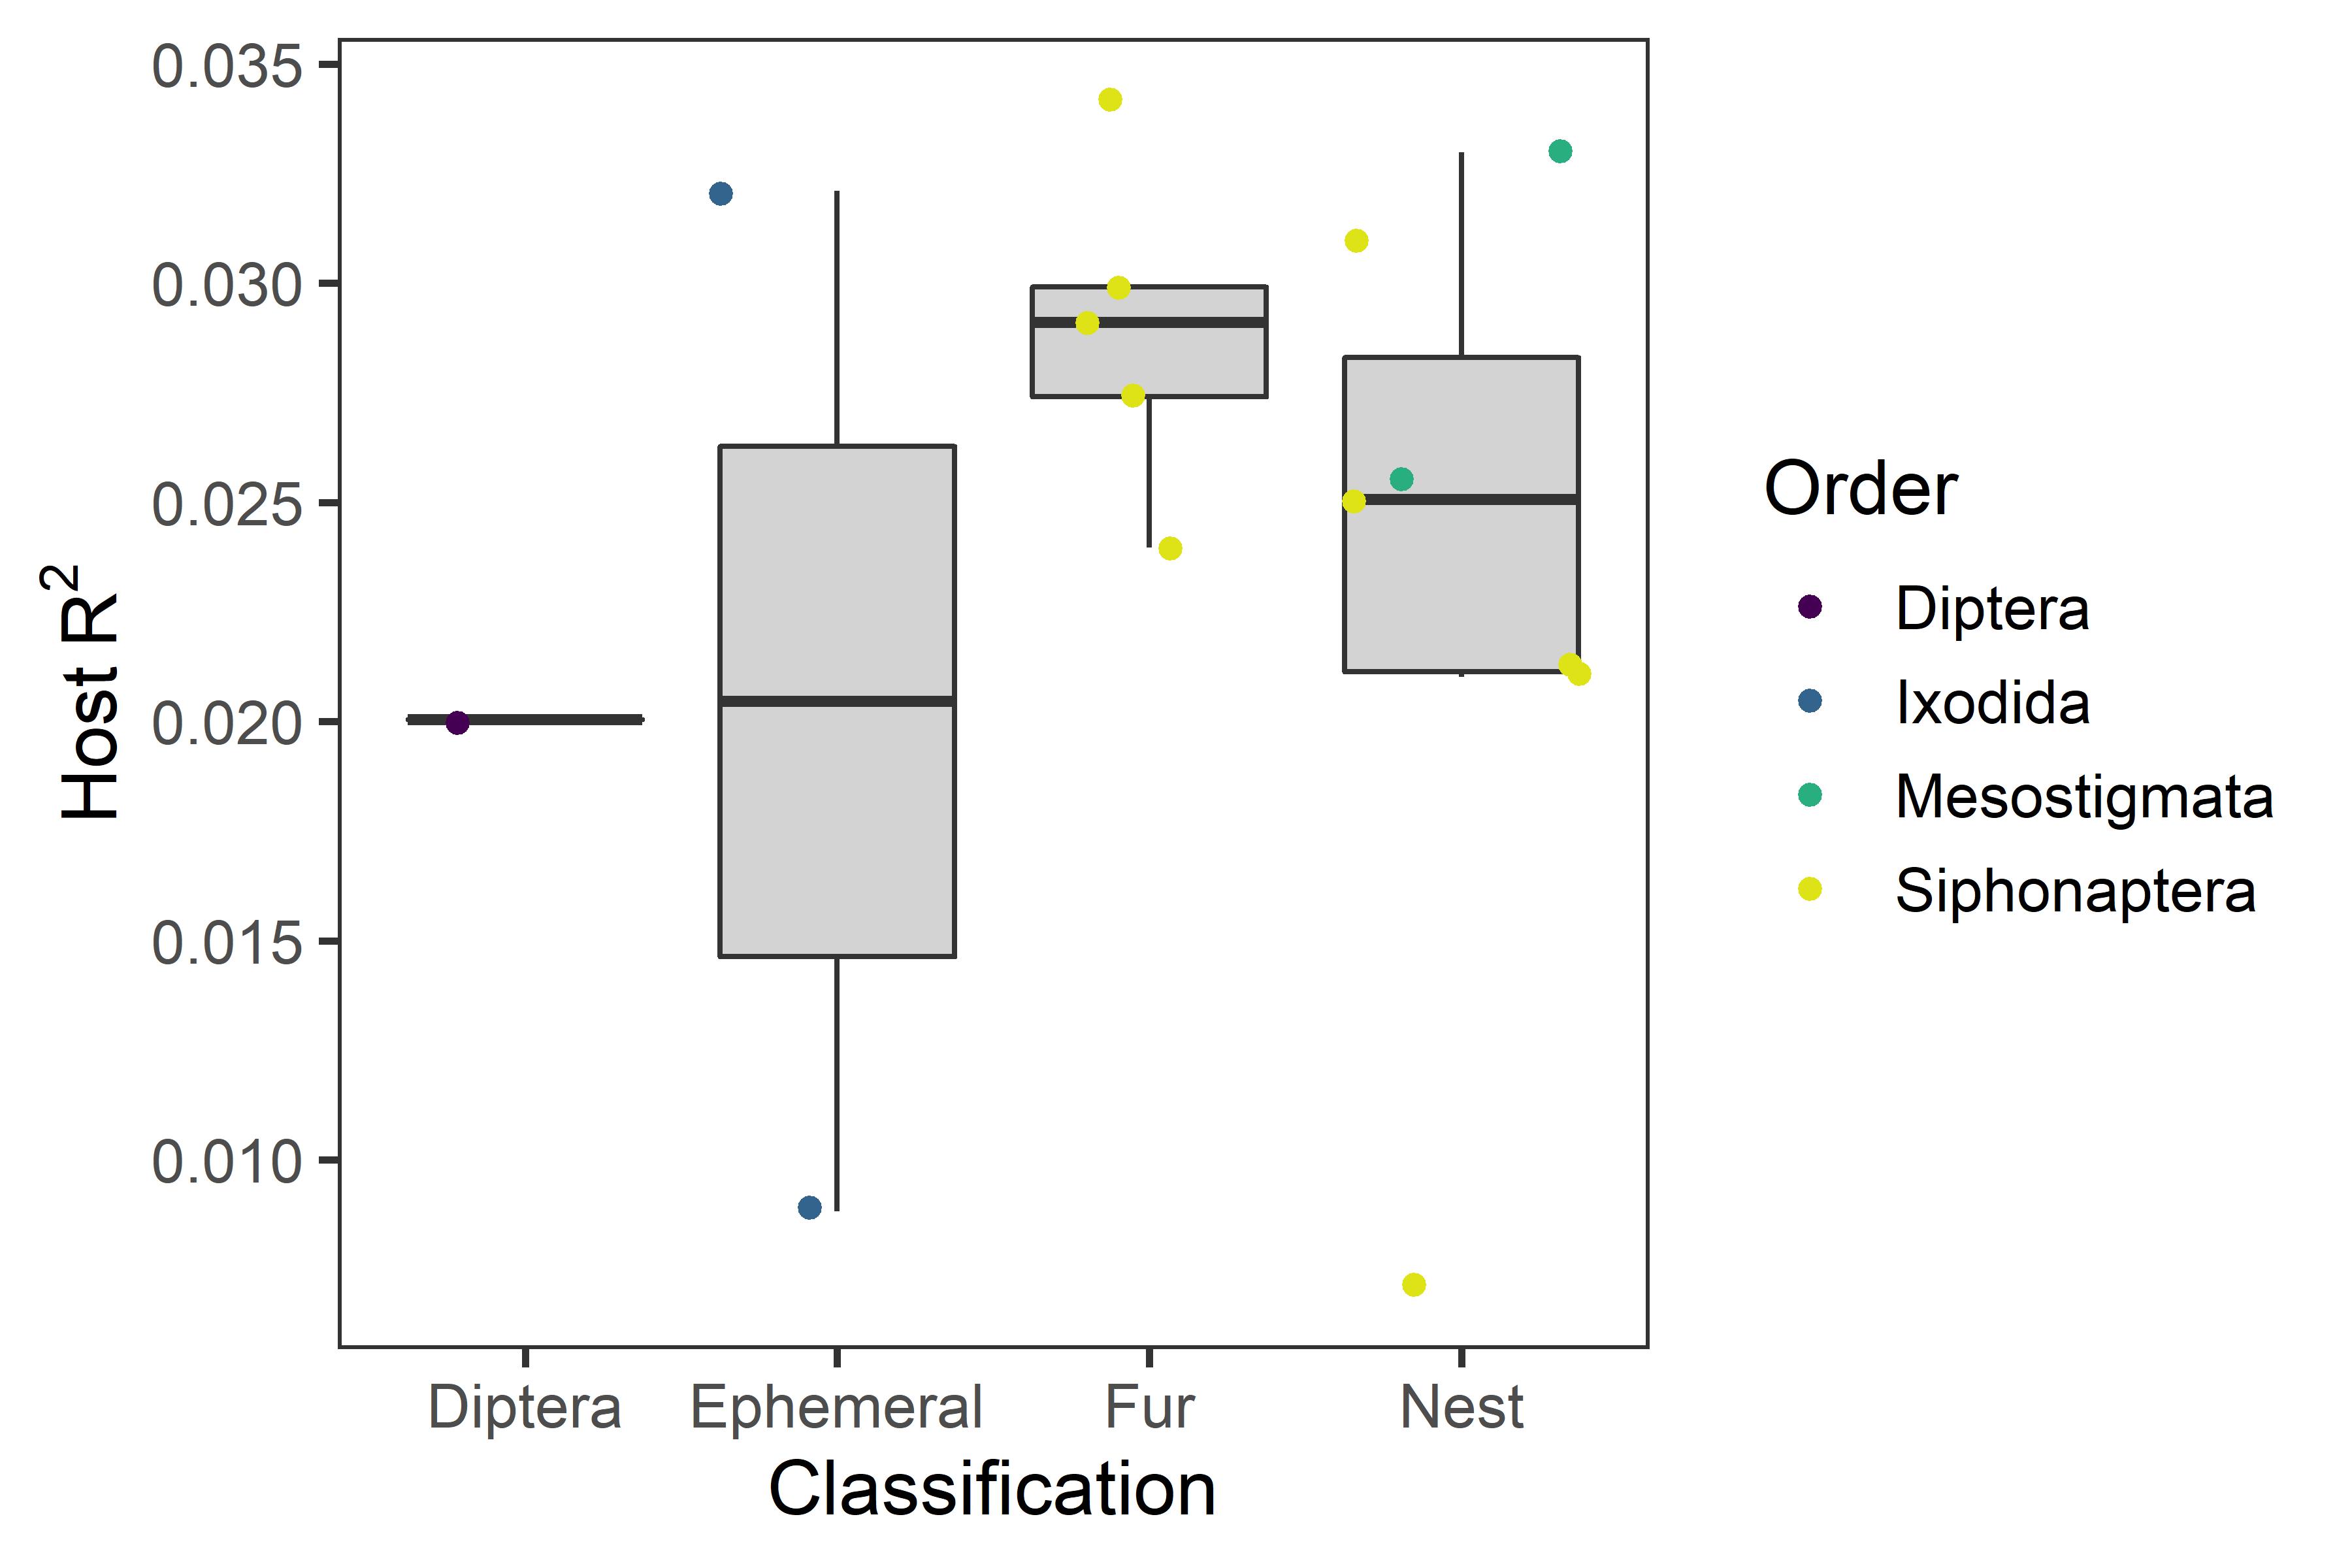 0.035
0.030
0.025
0.020
0.015
0.010
Host R²
Diptera
Ephemeral
Fur
Nest
Classification
Order
Diptera
Ixodida
Mesostigmata
Siphonaptera